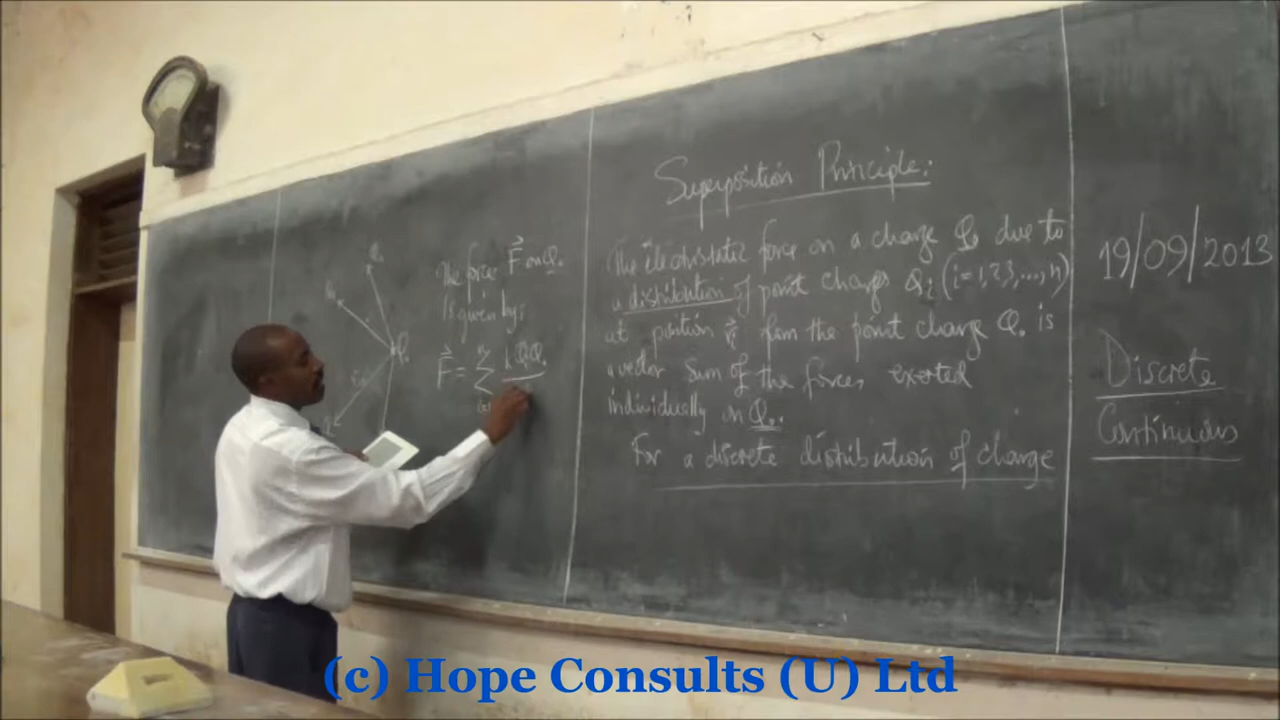 The force F⃗ on Q₀
is given by:
F⃗ = Σ kQᵢQ₀
Q₀
Superposition Principle:
The electrostatic force on a charge Q₀ due to
a distribution of point charges Qᵢ (i=1,2,3,...,n)
at position r⃗ᵢ from the point charge Q₀ is
a vector sum of the forces exerted
individually on Q₀.
For a discrete distribution of charge
19/09/2013
Discrete
Continuous
(c) Hope Consults (U) Ltd